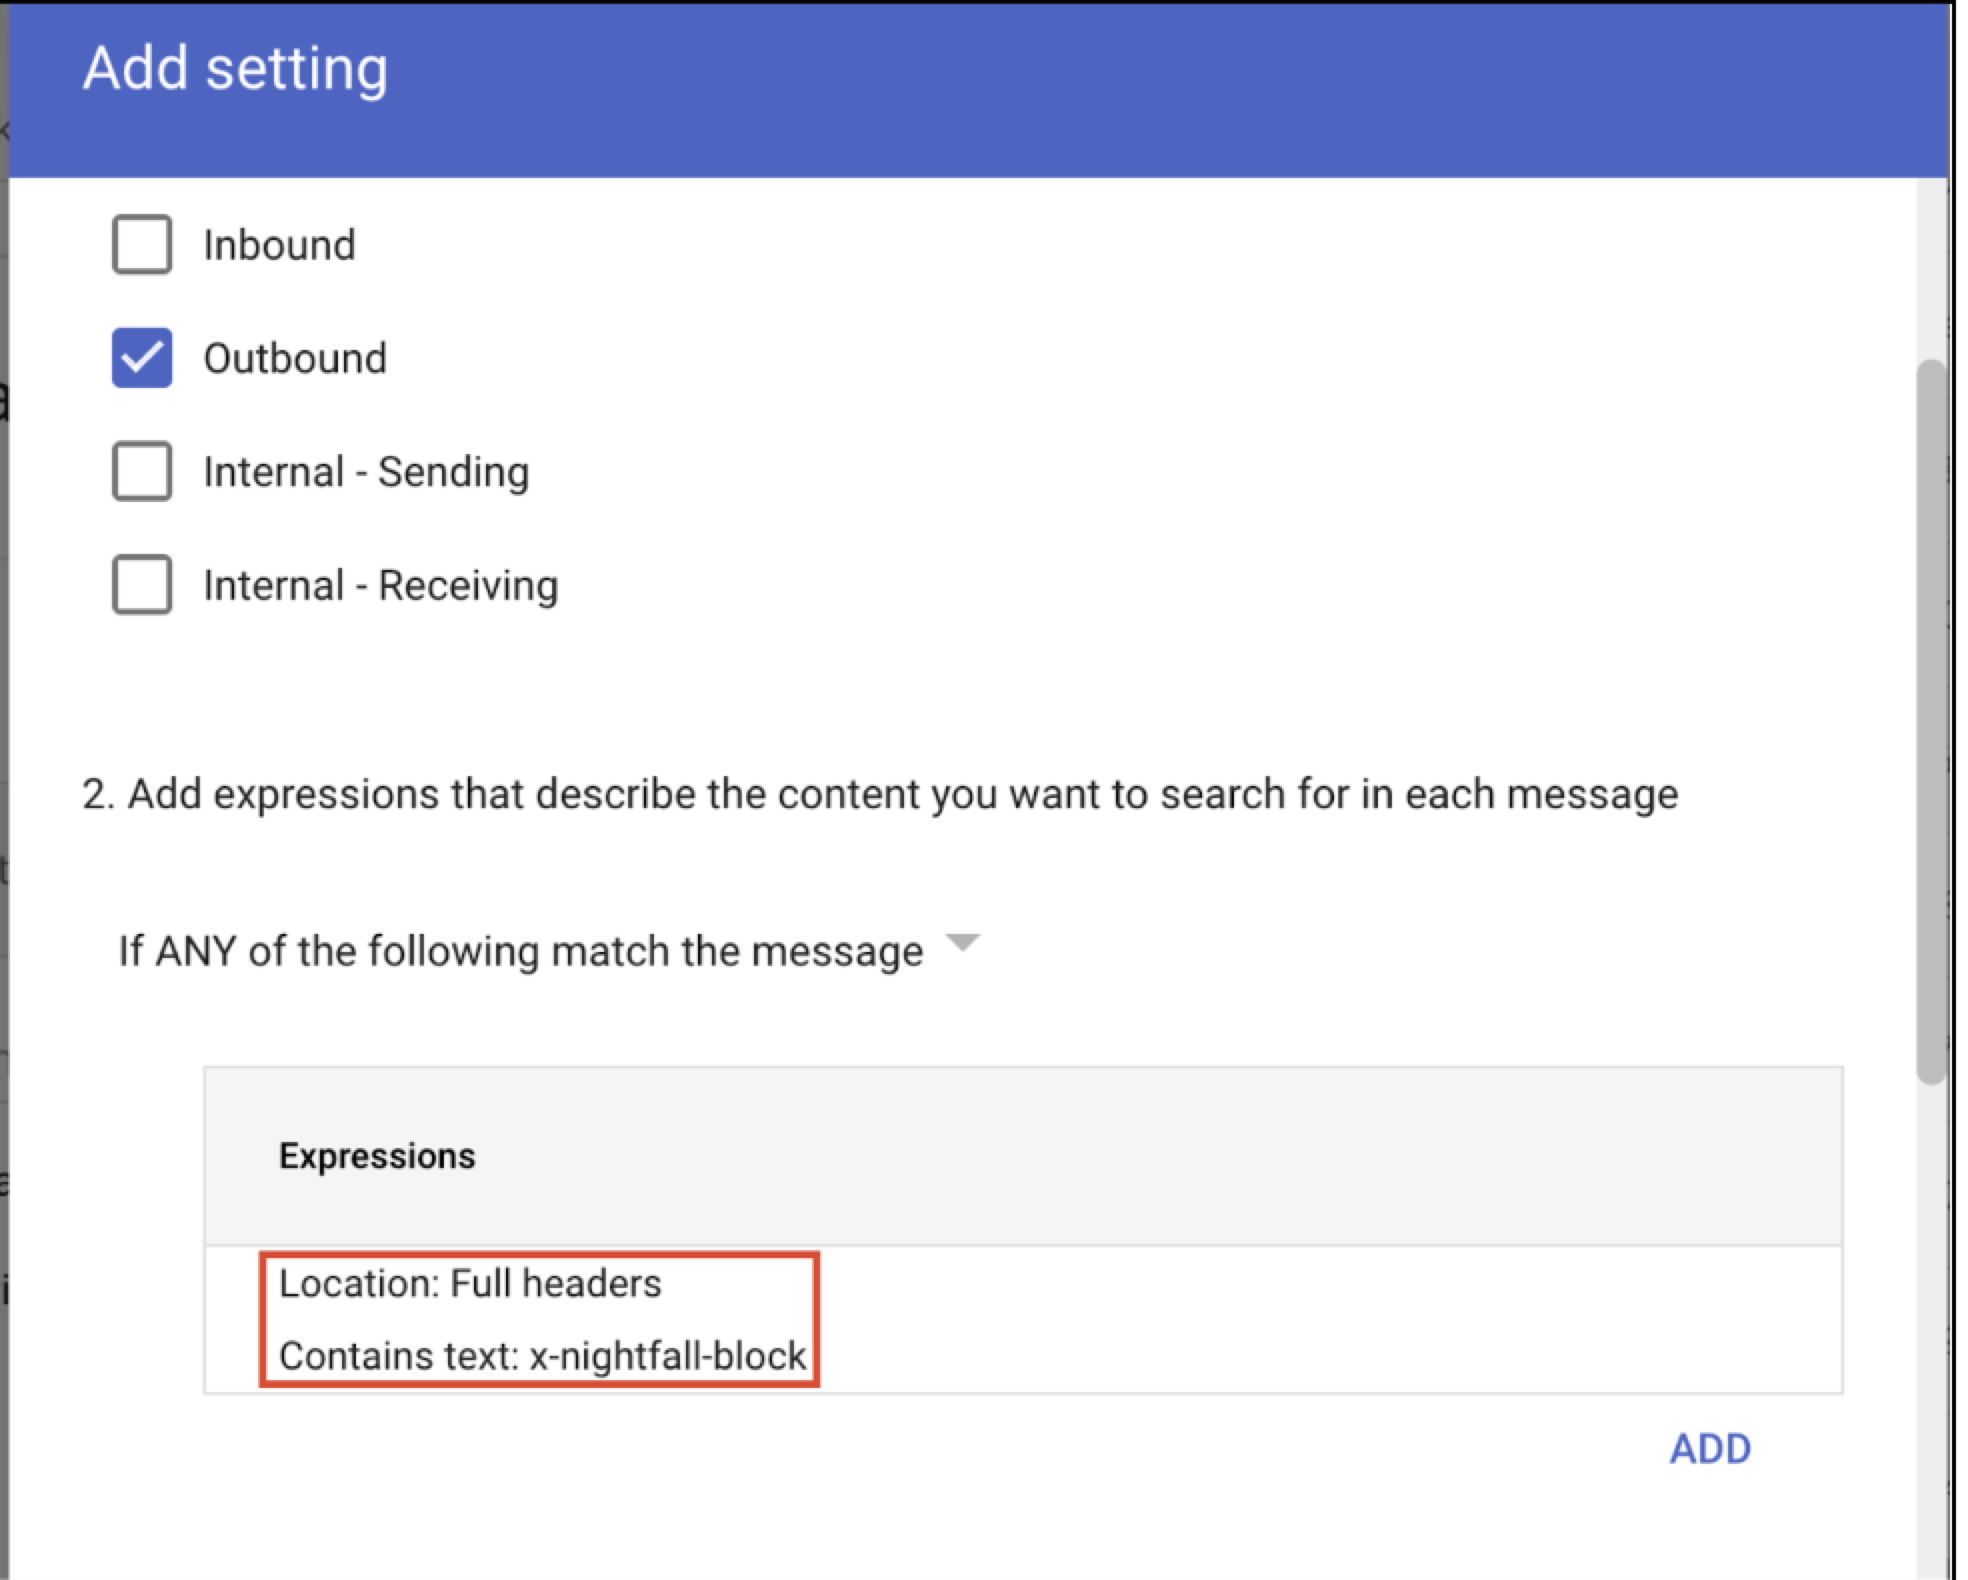 Add setting
Inbound
Outbound
Internal - Sending
Internal - Receiving
2. Add expressions that describe the content you want to search for in each message
If ANY of the following match the message
Expressions
Location: Full headers
Contains text: x-nightfall-block
ADD